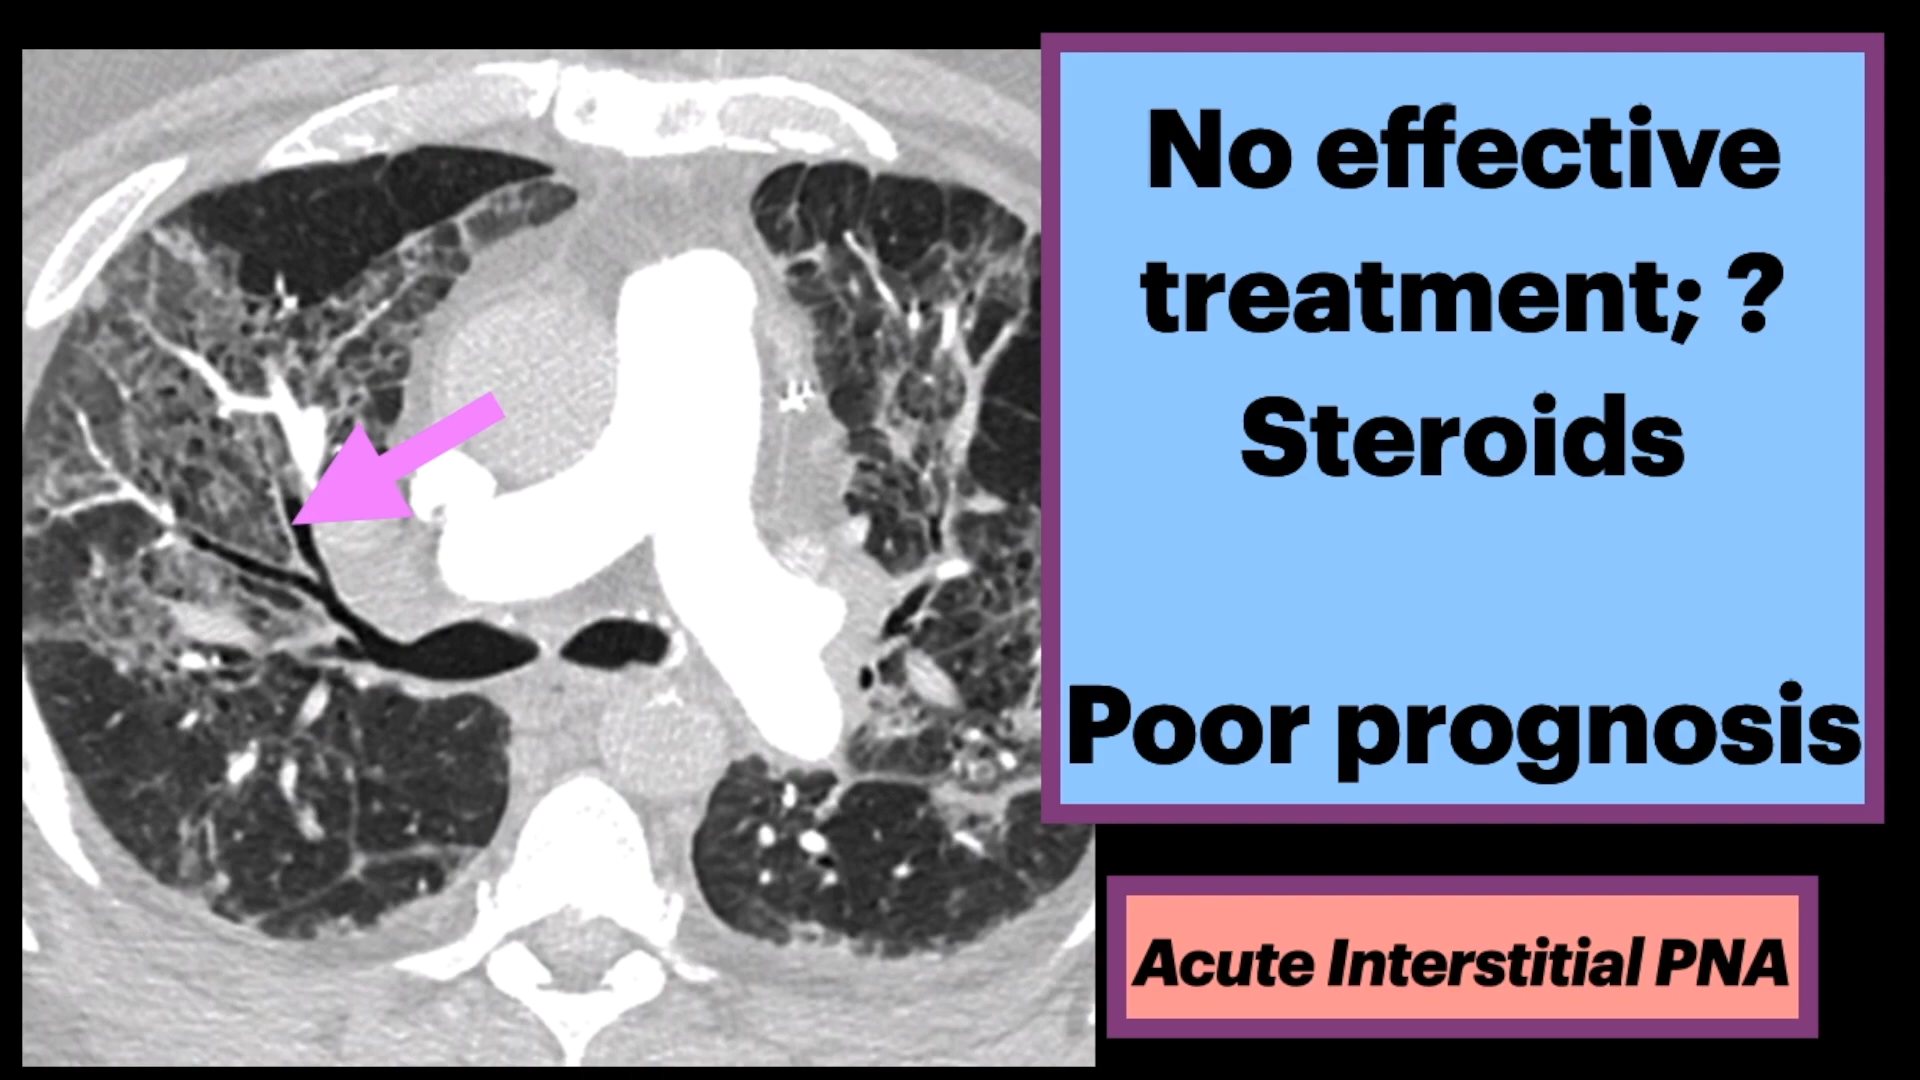 No effective
treatment; ?
Steroids
Poor prognosis
Acute Interstitial PNA